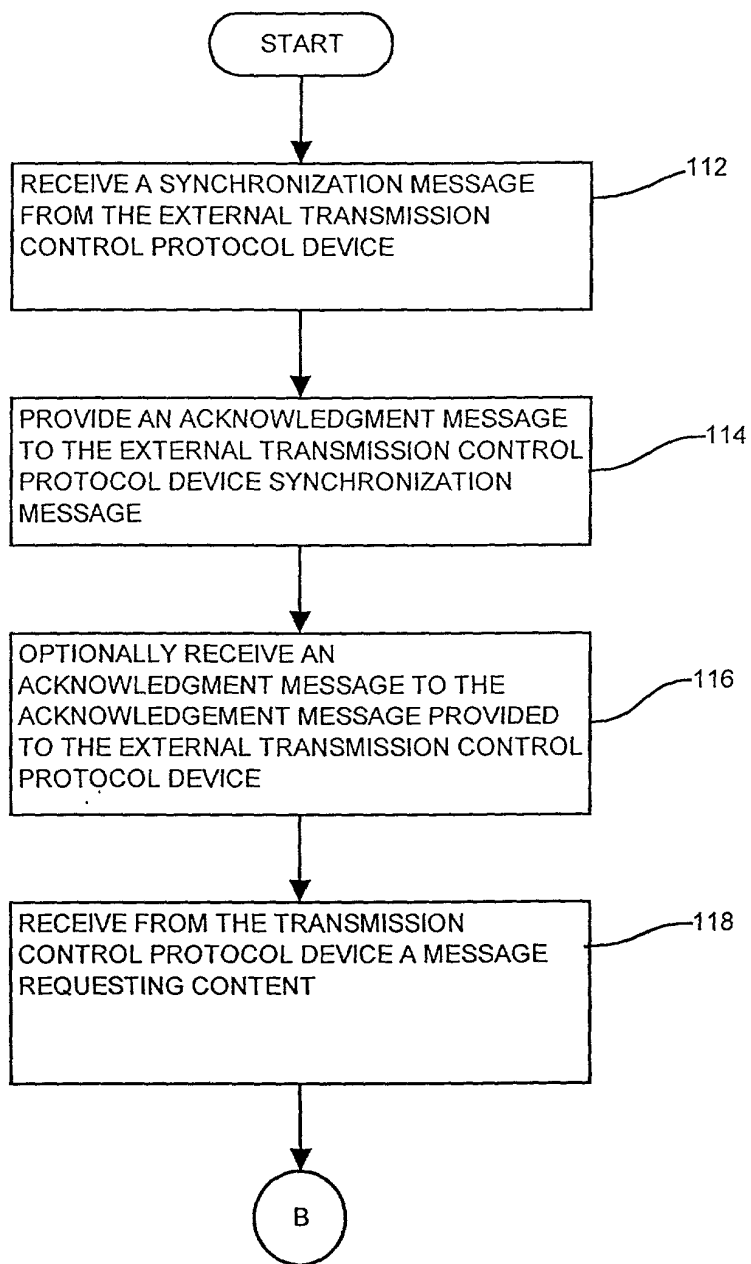 START
RECEIVE A SYNCHRONIZATION MESSAGE
FROM THE EXTERNAL TRANSMISSION
CONTROL PROTOCOL DEVICE
112
PROVIDE AN ACKNOWLEDGMENT MESSAGE
TO THE EXTERNAL TRANSMISSION CONTROL
PROTOCOL DEVICE SYNCHRONIZATION
MESSAGE
114
OPTIONALLY RECEIVE AN
ACKNOWLEDGMENT MESSAGE TO THE
ACKNOWLEDGEMENT MESSAGE PROVIDED
TO THE EXTERNAL TRANSMISSION CONTROL
PROTOCOL DEVICE
116
RECEIVE FROM THE TRANSMISSION
CONTROL PROTOCOL DEVICE A MESSAGE
REQUESTING CONTENT
118
B